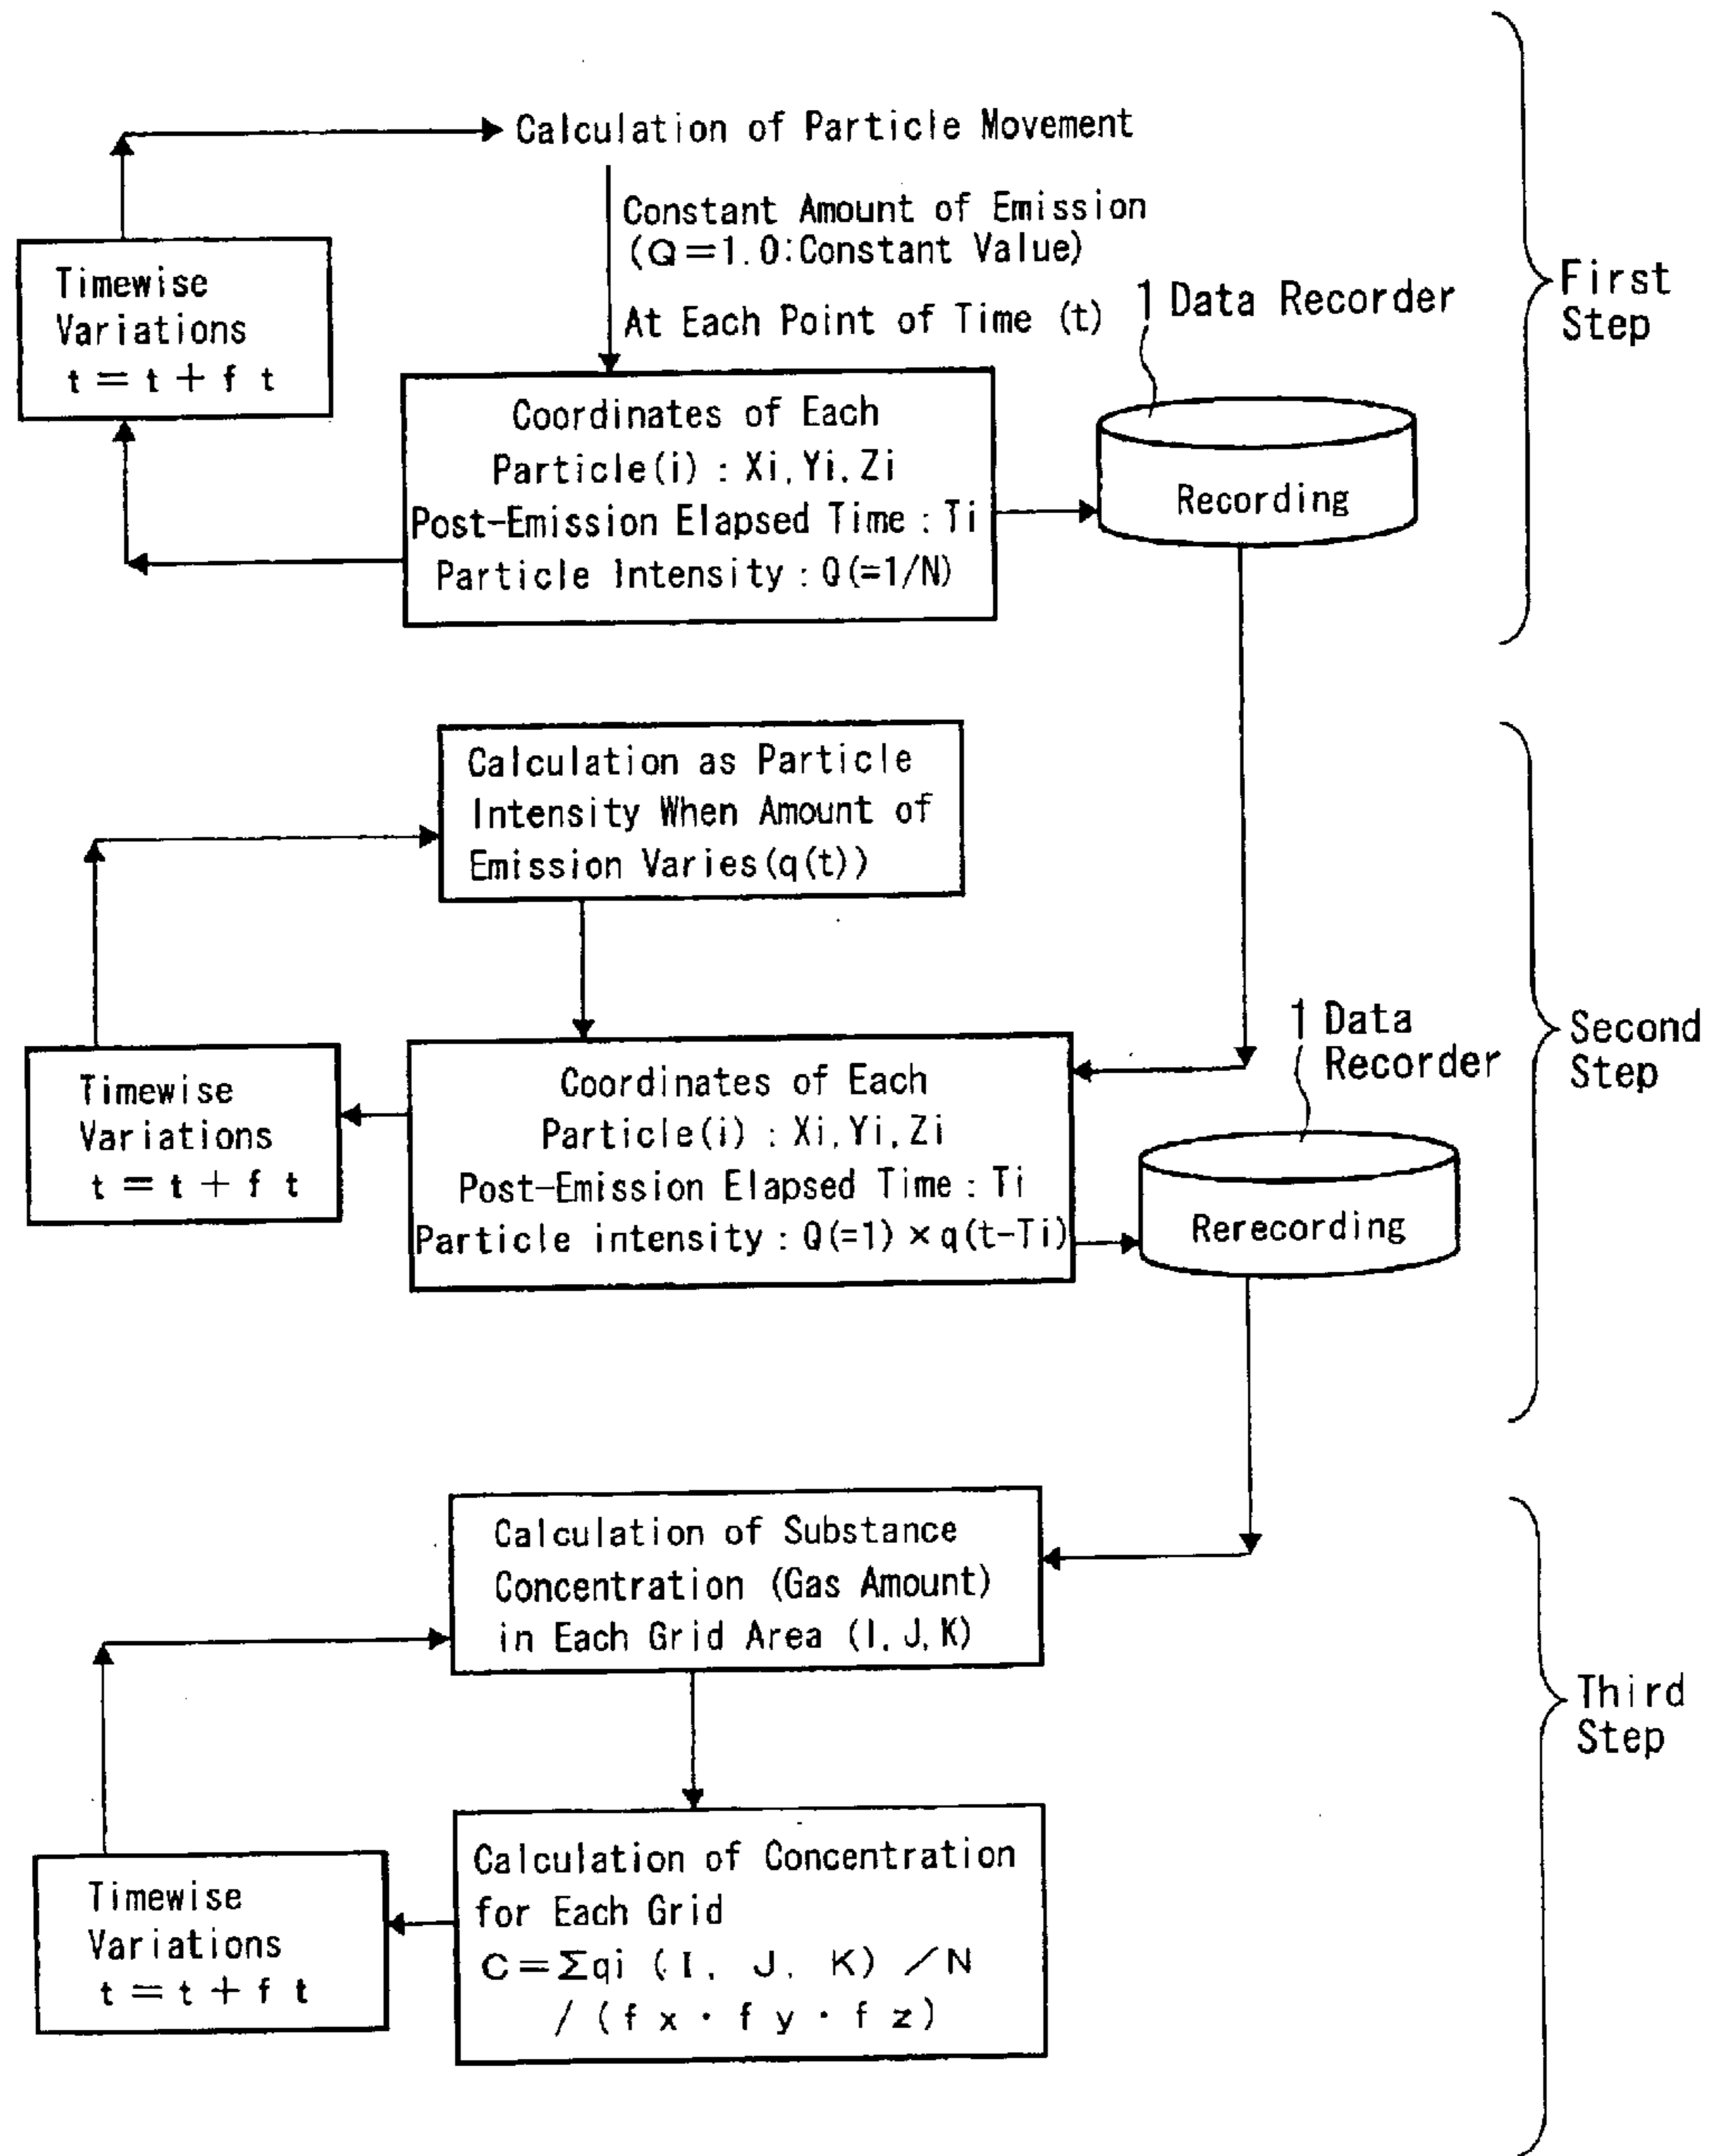 Calculation of Particle Movement
Constant Amount of Emission
(Q=1.0:Constant Value)
At Each Point of Time (t)
Timewise
Variations
t = t + f t
1 Data Recorder
First
Step
Coordinates of Each
Particle(i) : Xi, Yi, Zi
Post-Emission Elapsed Time : Ti
Particle Intensity : Q(=1/N)
Recording
Calculation as Particle
Intensity When Amount of
Emission Varies(q(t))
1 Data
Recorder
Second
Step
Timewise
Variations
t = t + f t
Coordinates of Each
Particle(i) : Xi, Yi, Zi
Post-Emission Elapsed Time : Ti
Particle intensity : Q(=1) × q(t-Ti)
Rerecording
Calculation of Substance
Concentration (Gas Amount)
in Each Grid Area (I, J, K)
Third
Step
Timewise
Variations
t = t + f t
Calculation of Concentration
for Each Grid
C=Σqi (I, J, K) /N
/ (f x · f y · f z)